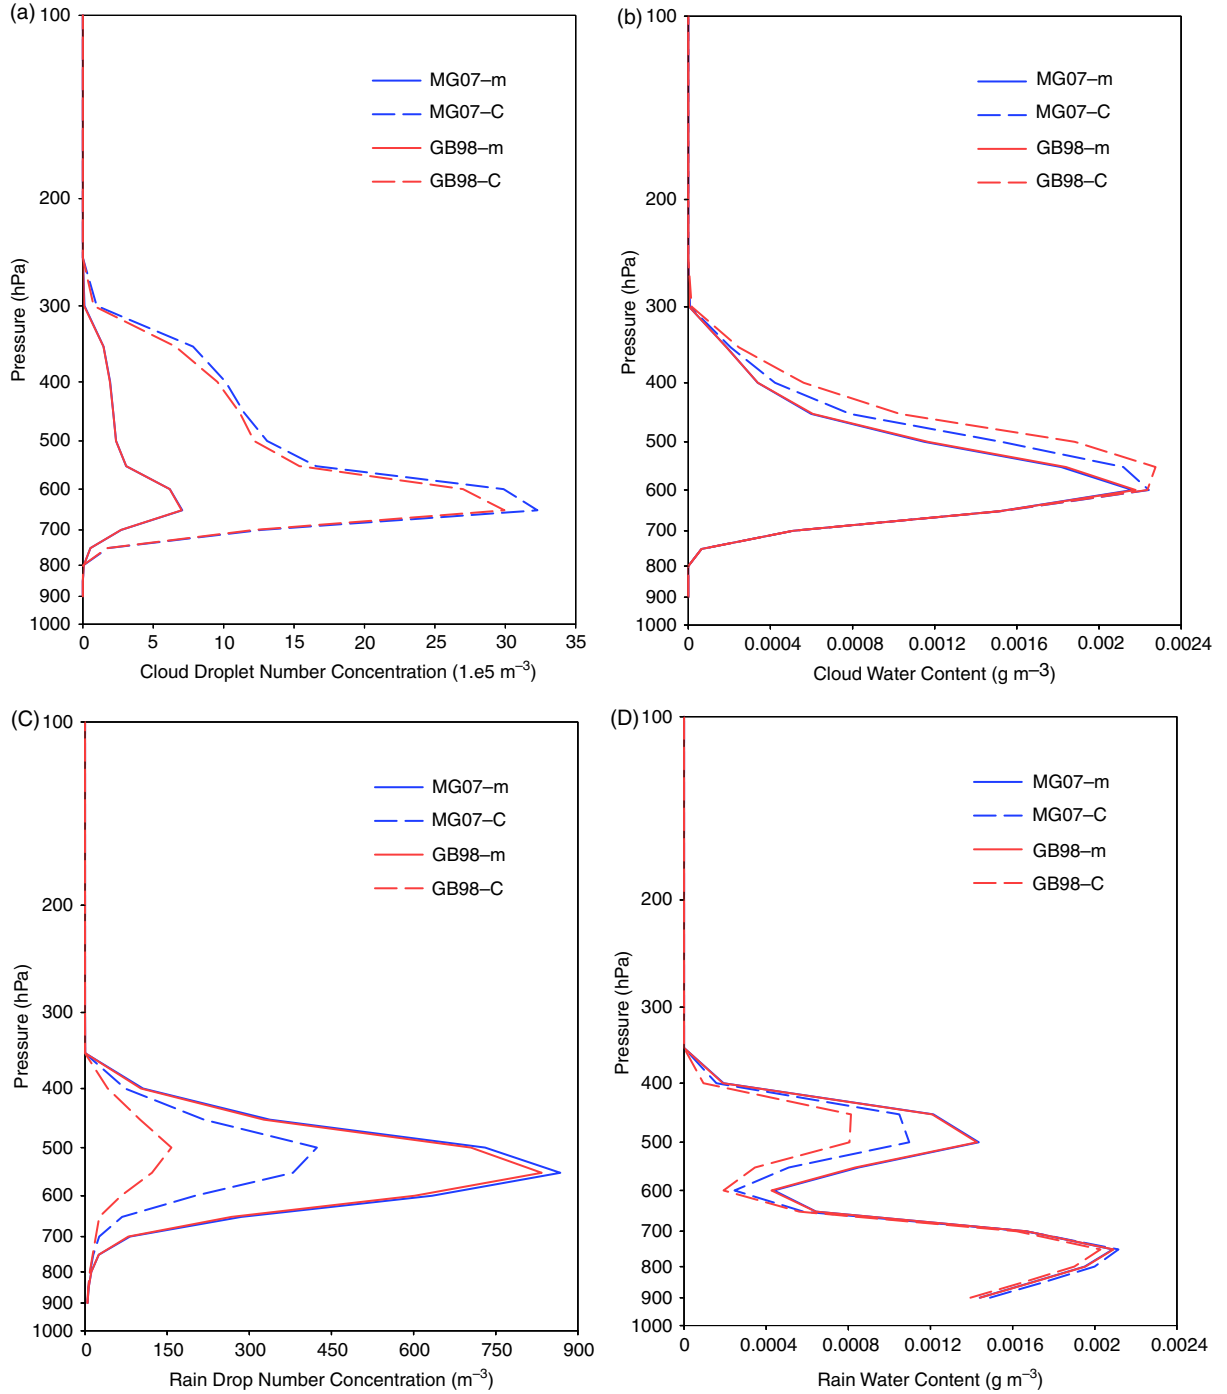 (a)
100
200
300
400
500
600
700
800
900
1000
Pressure (hPa)
MG07–m
MG07–C
GB98–m
GB98–C
0 5 10 15 20 25 30 35
Cloud Droplet Number Concentration (1.e5 m⁻³)
(b)
100
200
300
400
500
600
700
800
900
1000
Pressure (hPa)
MG07–m
MG07–C
GB98–m
GB98–C
0 0.0004 0.0008 0.0012 0.0016 0.002 0.0024
Cloud Water Content (g m⁻³)
(C)
100
200
300
400
500
600
700
800
900
1000
Pressure (hPa)
MG07–m
MG07–C
GB98–m
GB98–C
0 150 300 450 600 750 900
Rain Drop Number Concentration (m⁻³)
(D)
100
200
300
400
500
600
700
800
900
1000
Pressure (hPa)
MG07–m
MG07–C
GB98–m
GB98–C
0 0.0004 0.0008 0.0012 0.0016 0.002 0.0024
Rain Water Content (g m⁻³)